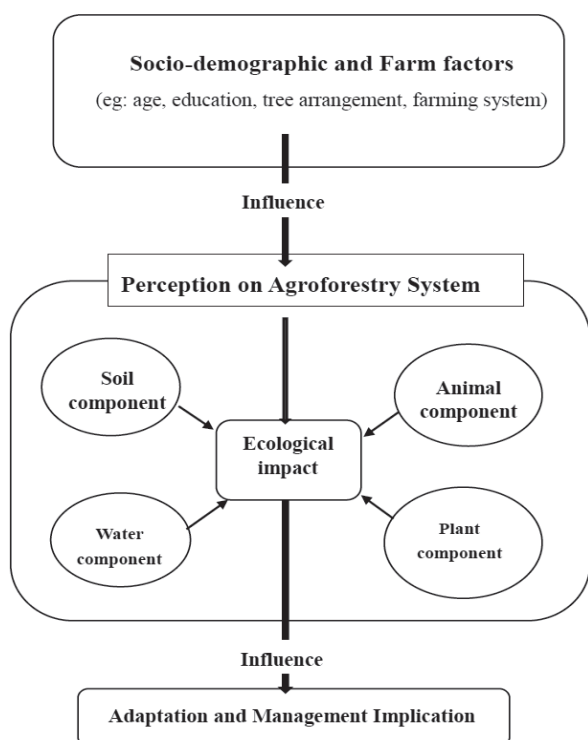 Socio-demographic and Farm factors
(eg: age, education, tree arrangement, farming system)
Influence
Perception on Agroforestry System
Soil
component
Animal
component
Ecological
impact
Water
component
Plant
component
Influence
Adaptation and Management Implication